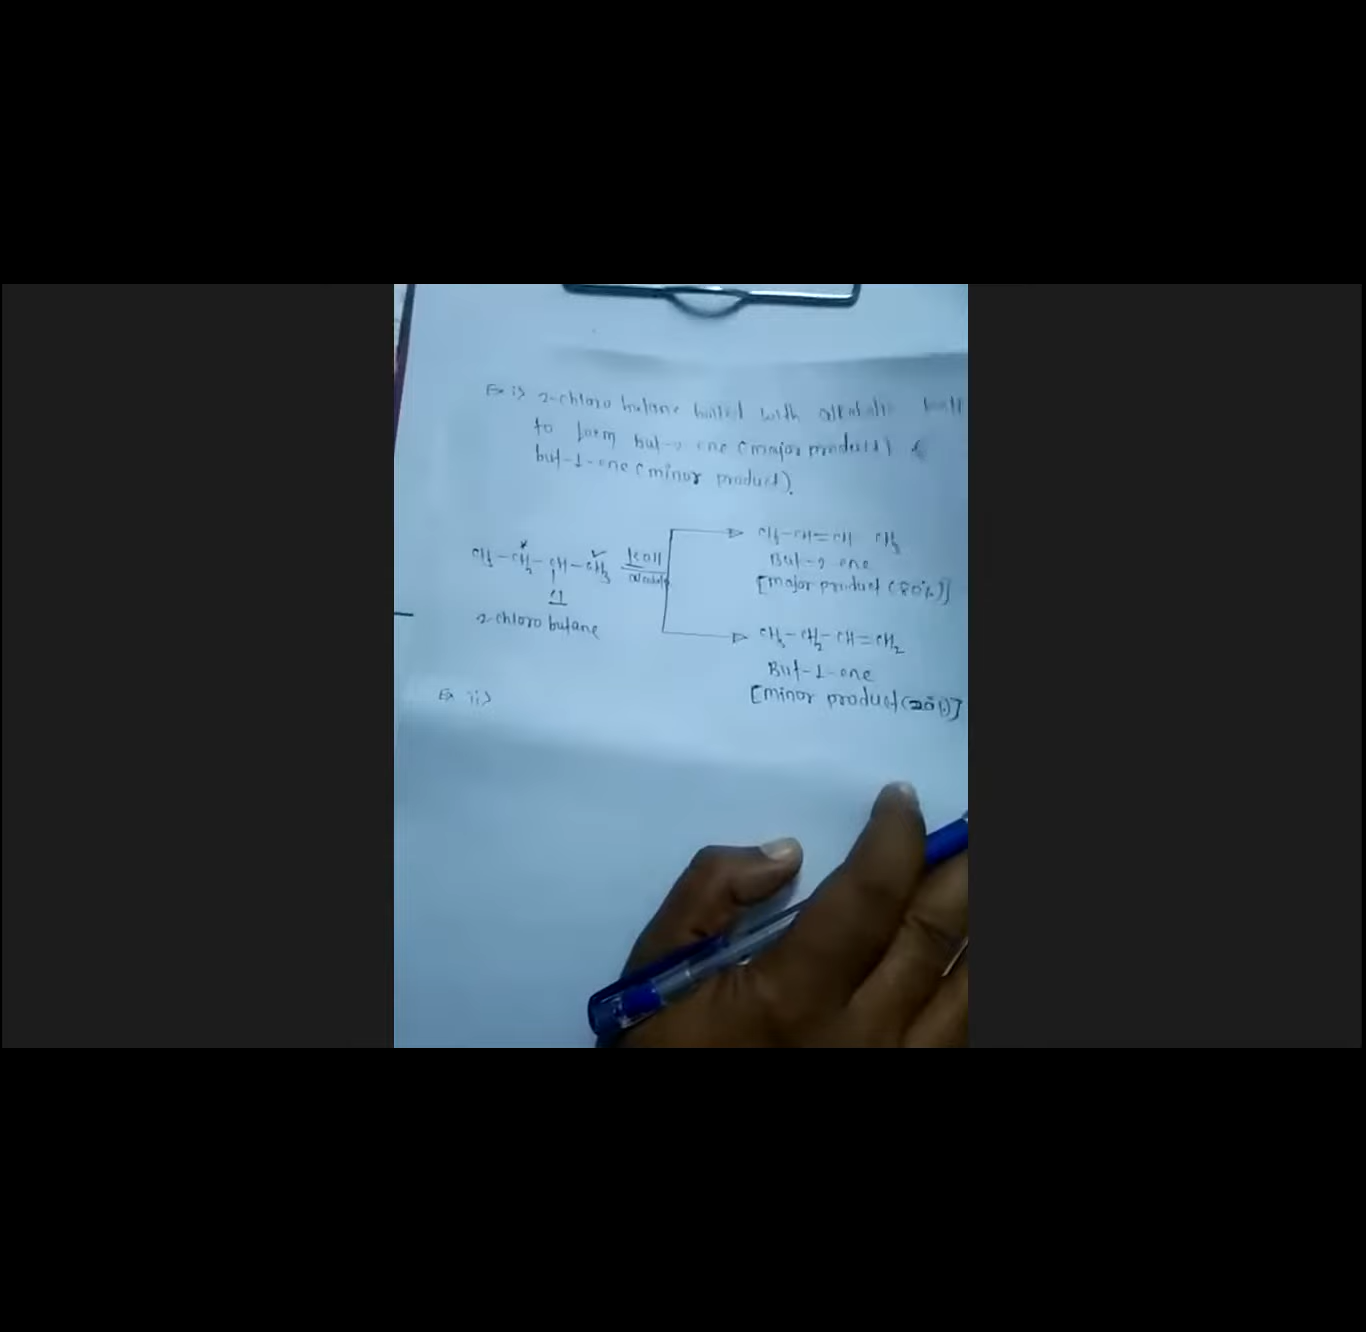 Ex i) 2-chloro butane boiled with alkoholic
to form but-2-ene (major product) &
but-1-ene (minor product).
CH3-CH2-CH-CH3 KOH CH3-CH=CH CH3
Cl
But-2-ene
[major product (80%)]
2-chloro butane
CH3-CH2-CH=CH2
But-1-ene
[minor product (20%)]
Ex ii)